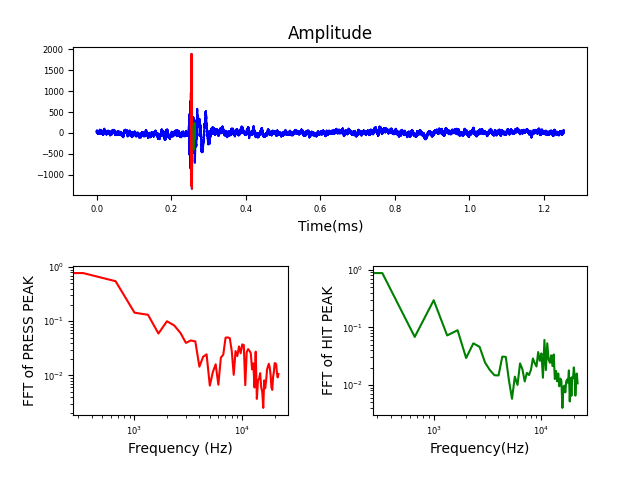 Amplitude
2000
1500
1000
500
0
−500
−1000
0.0 0.2 0.4 0.6 0.8 1.0 1.2
Time(ms)
FFT of PRESS PEAK
10⁰
10⁻¹
10⁻²
10³ 10⁴
Frequency (Hz)
FFT of HIT PEAK
10⁰
10⁻¹
10⁻²
10³ 10⁴
Frequency(Hz)